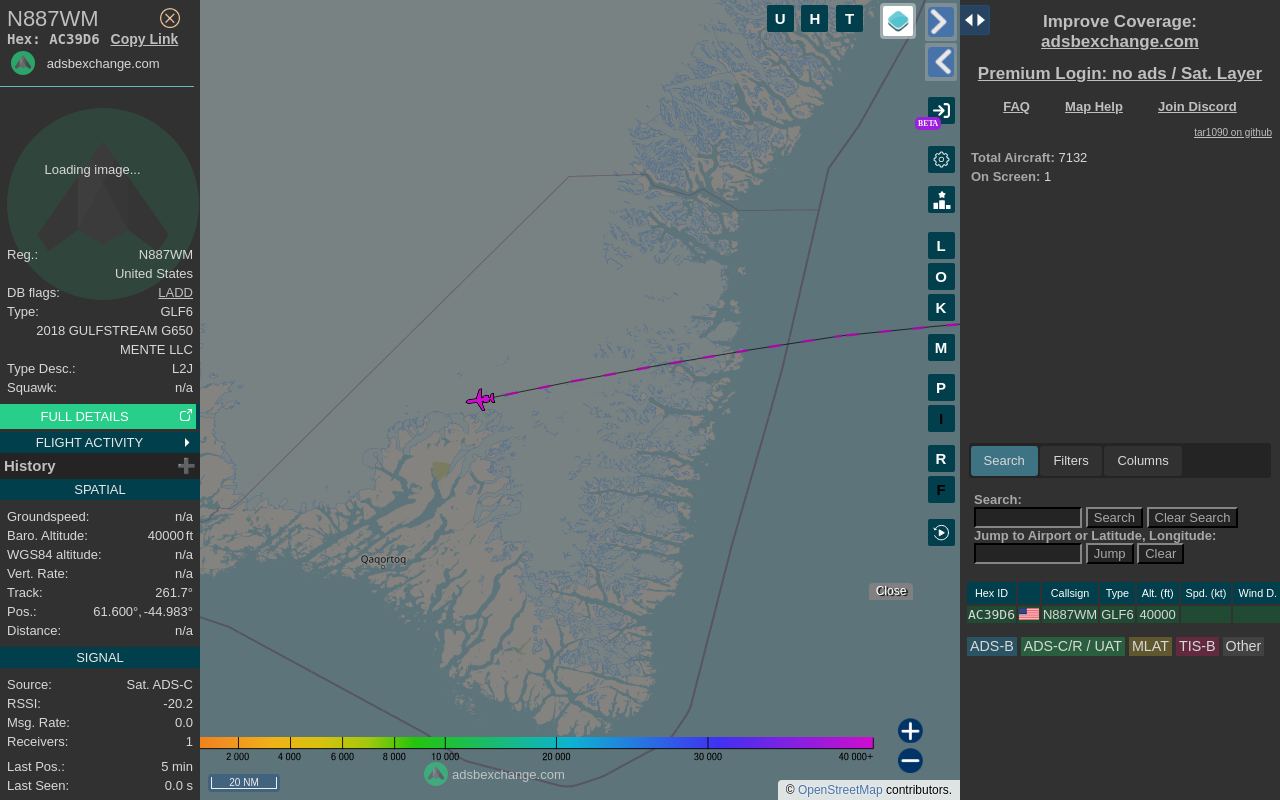 N887WM
Hex: AC39D6 Copy Link
adsbexchange.com
Loading image...
Reg.: N887WM
United States
DB flags: LADD
Type: GLF6
2018 GULFSTREAM G650
MENTE LLC
Type Desc.: L2J
Squawk: n/a
FULL DETAILS
FLIGHT ACTIVITY
History
SPATIAL
Groundspeed: n/a
Baro. Altitude: 40000 ft
WGS84 altitude: n/a
Vert. Rate: n/a
Track: 261.7°
Pos.: 61.600°, -44.983°
Distance: n/a
SIGNAL
Source: Sat. ADS-C
RSSI: -20.2
Msg. Rate: 0.0
Receivers: 1
Last Pos.: 5 min
Last Seen: 0.0 s
U H T
BETA
L
O
K
M
P
I
R
F
Qaqortoq
Close
2 000 4 000 6 000 8 000 10 000 20 000 30 000 40 000+
adsbexchange.com
20 NM
© OpenStreetMap contributors.
Improve Coverage:
adsbexchange.com
Premium Login: no ads / Sat. Layer
FAQ Map Help Join Discord
tar1090 on github
Total Aircraft: 7132
On Screen: 1
Search Filters Columns
Search:
Search Clear Search
Jump to Airport or Latitude, Longitude:
Jump Clear
Hex ID Callsign Type Alt. (ft) Spd. (kt) Wind D.
AC39D6 N887WM GLF6 40000
ADS-B ADS-C/R / UAT MLAT TIS-B Other